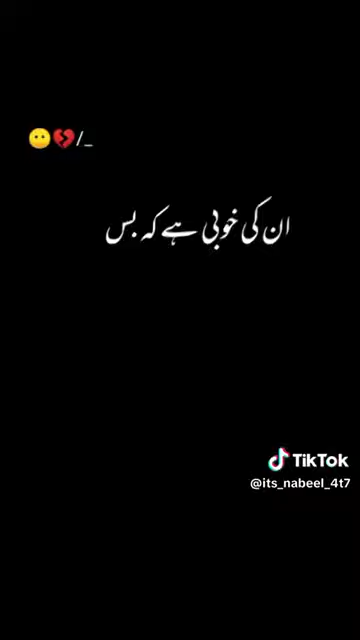 😶💔/_
ان کی خوبی ہے کہ بس
TikTok
@its_nabeel_4t7